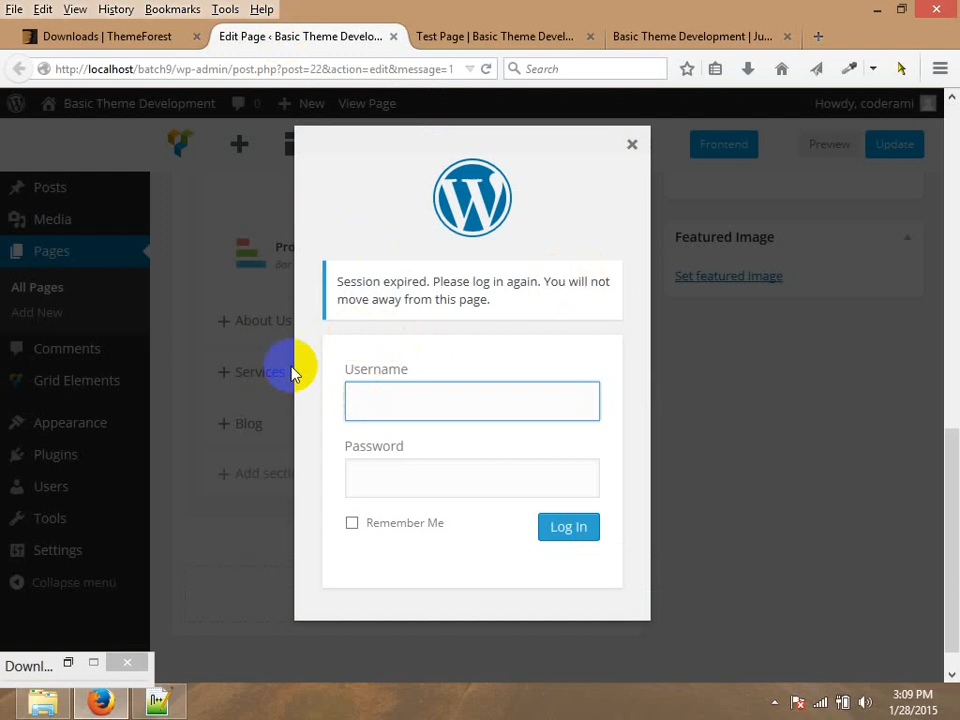 File Edit View History Bookmarks Tools Help
Downloads | ThemeForest
Edit Page ‹ Basic Theme Develo...
Test Page | Basic Theme Devel...
Basic Theme Development | Ju...
http://localhost/batch9/wp-admin/post.php?post=22&action=edit&message=1
Search
Basic Theme Development
0
New
View Page
Howdy, coderami
Frontend
Preview
Update
Posts
Media
Pages
All Pages
Add New
Comments
Grid Elements
Appearance
Plugins
Users
Tools
Settings
Collapse menu
Pro
About Us
Services
Blog
Add secti
Session expired. Please log in again. You will not
move away from this page.
Username
Password
Remember Me
Log In
Featured Image
Set featured image
Downl...
3:09 PM
1/28/2015